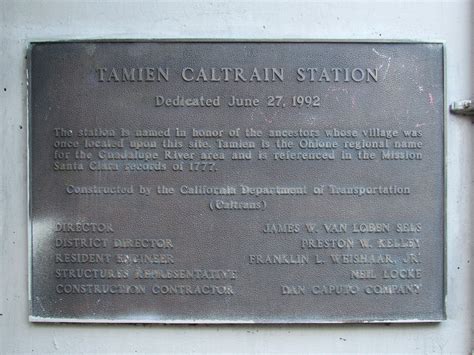 TAMIEN CALTRAIN STATION
Dedicated June 27, 1992
The station is named in honor of the ancestors whose village was
once located upon this site. Tamien is the Ohlone regional name
for the Guadalupe River area and is referenced in the Mission
Santa Clara records of 1777.
Constructed by the California Department of Transportation
(Caltrans)
DIRECTOR JAMES W. VAN LOBEN SELS
DISTRICT DIRECTOR PRESTON W. KELLEY
RESIDENT ENGINEER FRANKLIN L. WEISHAAR, JR.
STRUCTURES REPRESENTATIVE NEIL LOCKE
CONSTRUCTION CONTRACTOR DAN CAPUTO COMPANY